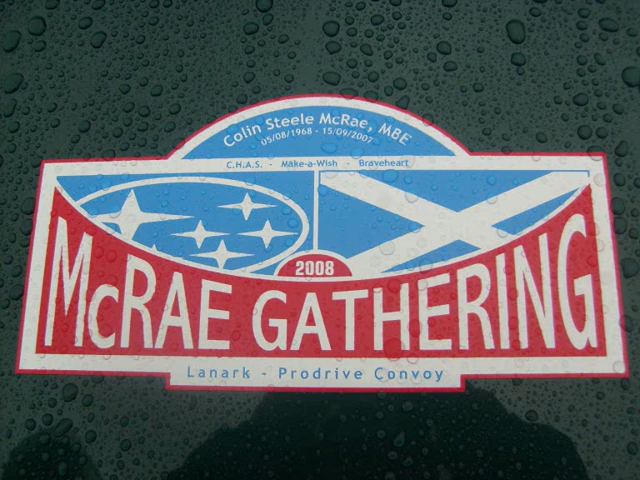 Colin Steele McRae, MBE
05/08/1968 - 15/09/2007
C.H.A.S. - Make-a-Wish - Braveheart
2008
McRAE GATHERING
Lanark - Prodrive Convoy